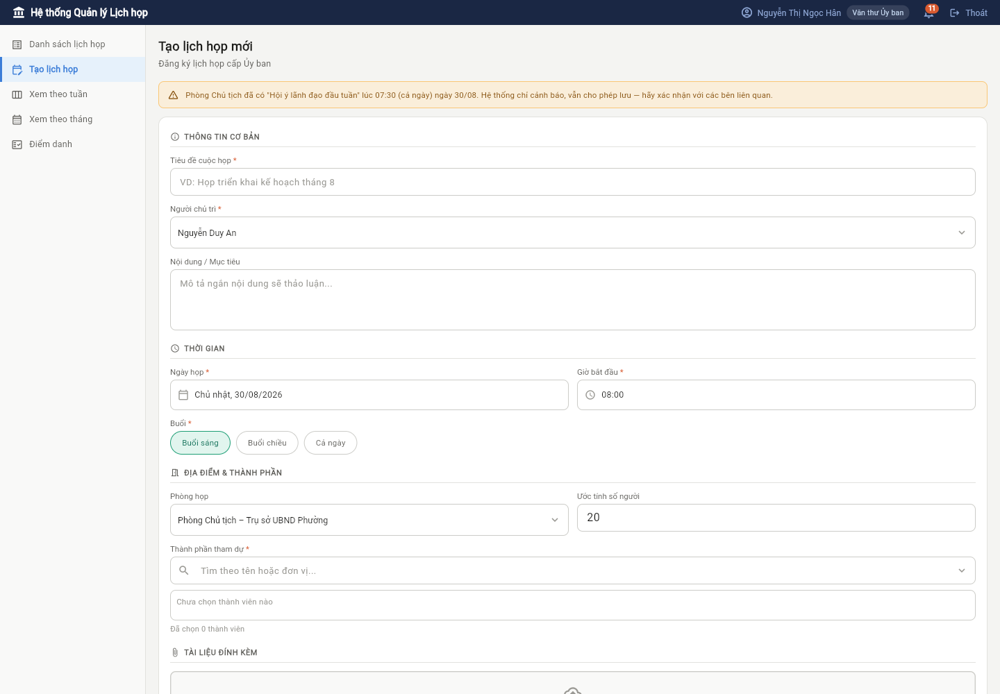 Hệ thống Quản lý Lịch họp
Nguyễn Thị Ngọc Hân
Văn thư Ủy ban
11
Thoát
Danh sách lịch họp
Tạo lịch họp
Xem theo tuần
Xem theo tháng
Điểm danh
Tạo lịch họp mới
Đăng ký lịch họp cấp Ủy ban
Phòng Chủ tịch đã có "Hội ý lãnh đạo đầu tuần" lúc 07:30 (cả ngày) ngày 30/08. Hệ thống chỉ cảnh báo, vẫn cho phép lưu — hãy xác nhận với các bên liên quan.
THÔNG TIN CƠ BẢN
Tiêu đề cuộc họp *
VD: Họp triển khai kế hoạch tháng 8
Người chủ trì *
Nguyễn Duy An
Nội dung / Mục tiêu
Mô tả ngắn nội dung sẽ thảo luận...
THỜI GIAN
Ngày họp *
Giờ bắt đầu *
Chủ nhật, 30/08/2026
08:00
Buổi *
Buổi sáng
Buổi chiều
Cả ngày
ĐỊA ĐIỂM & THÀNH PHẦN
Phòng họp
Ước tính số người
Phòng Chủ tịch – Trụ sở UBND Phường
20
Thành phần tham dự *
Tìm theo tên hoặc đơn vị...
Chưa chọn thành viên nào
Đã chọn 0 thành viên
TÀI LIỆU ĐÍNH KÈM